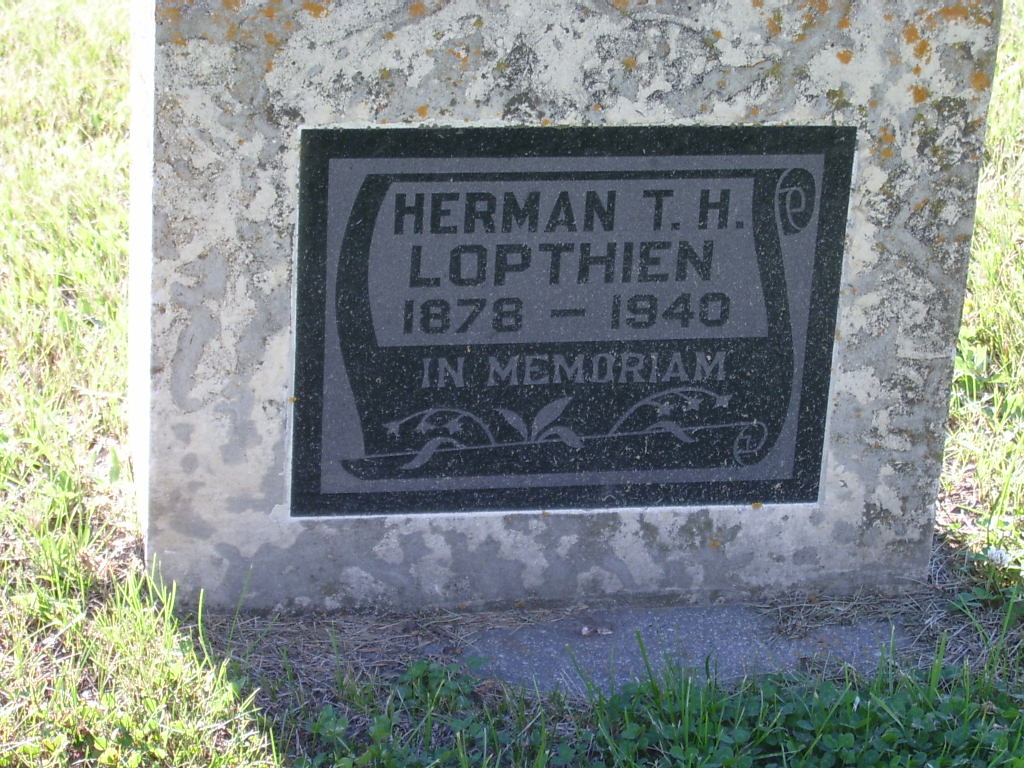 HERMAN T. H.
LOPTHIEN
1878 - 1940
IN MEMORIAM